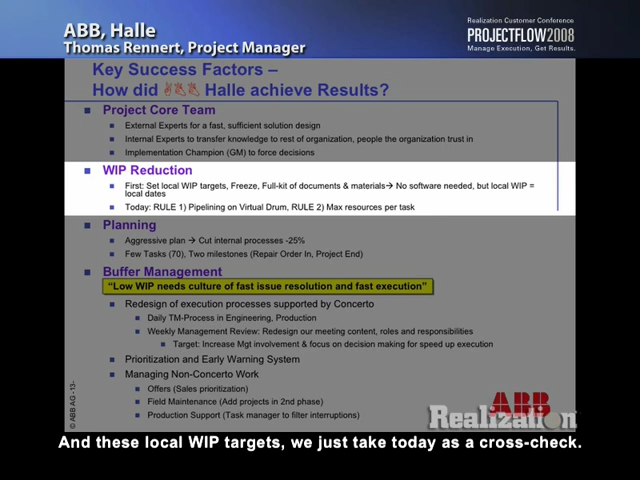 ABB, Halle
Thomas Rennert, Project Manager
Realization Customer Conference
PROJECTFLOW2008
Manage Execution, Get Results.
Key Success Factors –
How did Halle achieve Results?
Project Core Team
External Experts for a fast, sufficient solution design
Internal Experts to transfer knowledge to rest of organization, people the organization trust in
Implementation Champion (GM) to force decisions
WIP Reduction
First: Set local WIP targets, Freeze, Full-kit of documents & materials→ No software needed, but local WIP =
local dates
Today: RULE 1) Pipelining on Virtual Drum, RULE 2) Max resources per task
Planning
Aggressive plan → Cut internal processes -25%
Few Tasks (70), Two milestones (Repair Order In, Project End)
Buffer Management
“Low WIP needs culture of fast issue resolution and fast execution”
Redesign of execution processes supported by Concerto
Daily TM-Process in Engineering, Production
Weekly Management Review: Redesign our meeting content, roles and responsibilities
Target: Increase Mgt involvement & focus on decision making for speed up execution
Prioritization and Early Warning System
Managing Non-Concerto Work
Offers (Sales prioritization)
Field Maintenance (Add projects in 2nd phase)
Production Support (Task manager to filter interruptions)
© ABB AG - 13-
ABB
Realization
And these local WIP targets, we just take today as a cross-check.